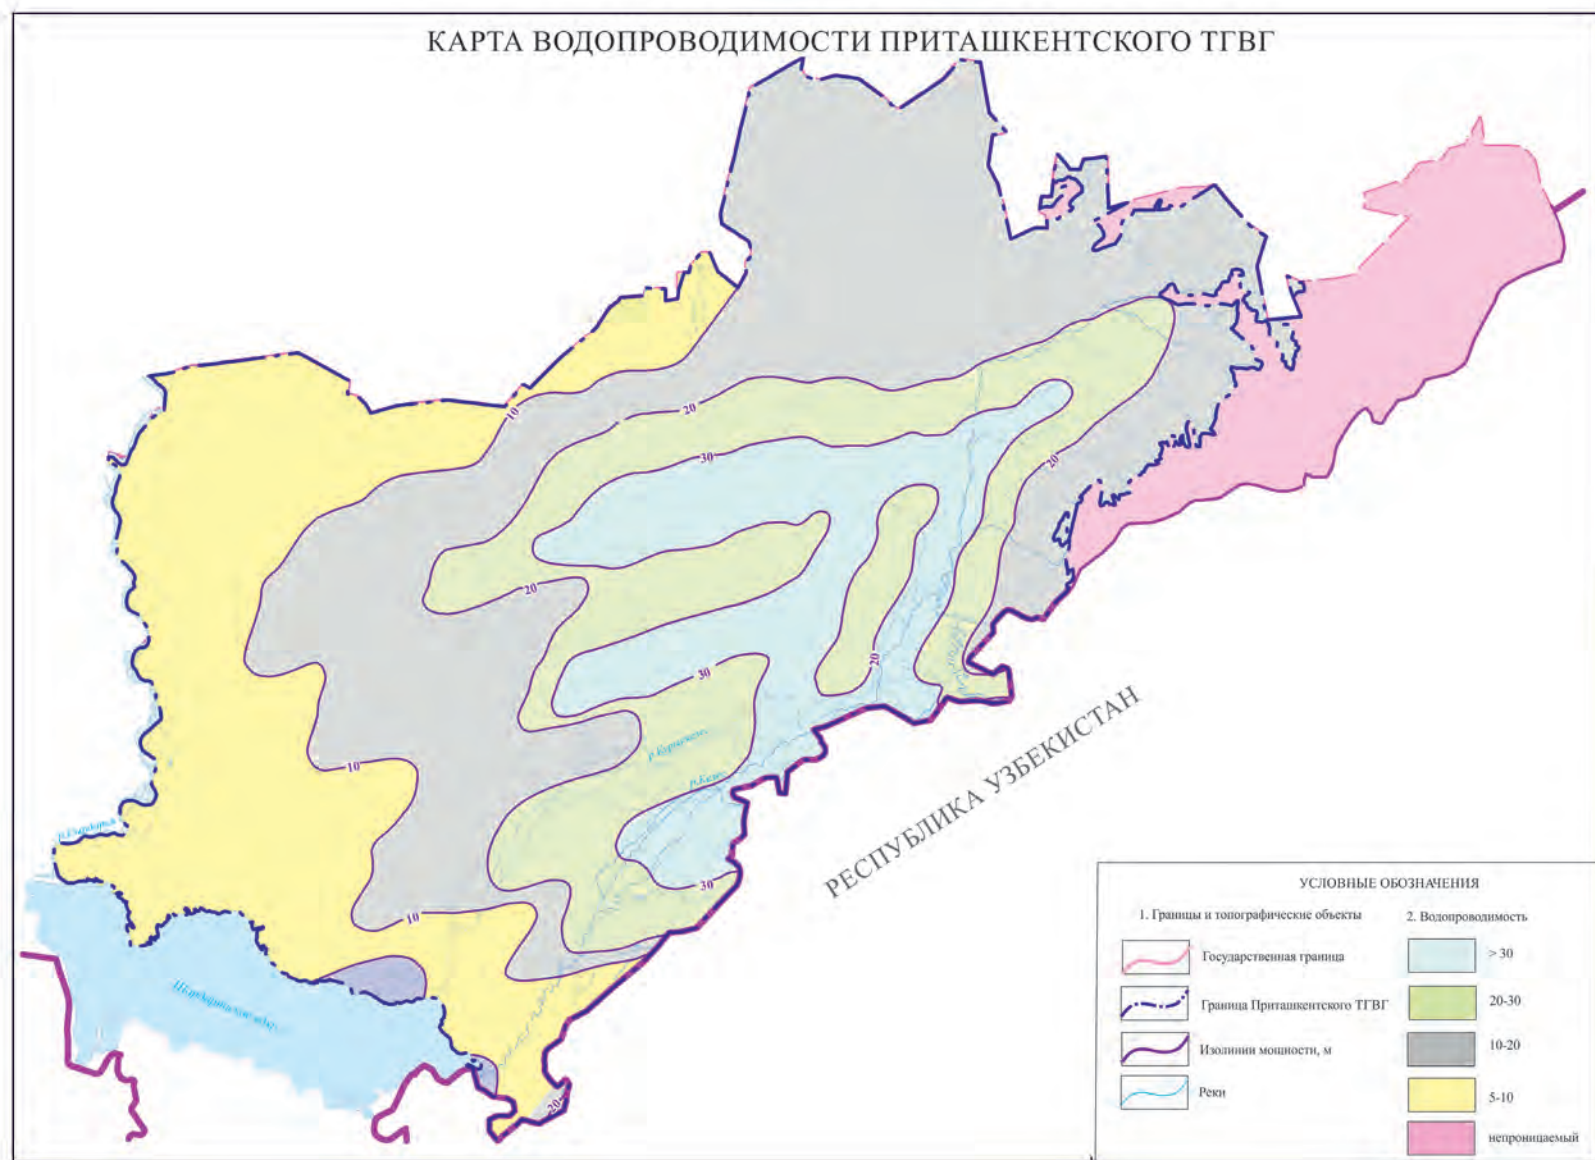 КАРТА ВОДОПРОВОДИМОСТИ ПРИТАШКЕНТСКОГО ТГВГ
10
20
30
20
20
20
30
10
10
30
20
РЕСПУБЛИКА УЗБЕКИСТАН
УСЛОВНЫЕ ОБОЗНАЧЕНИЯ
1. Границы и топографические объекты
Государственная граница
Граница Приташкентского ТГВГ
Изолинии мощности, м
Реки
2. Водопроводимость
> 30
20-30
10-20
5-10
непроницаемый